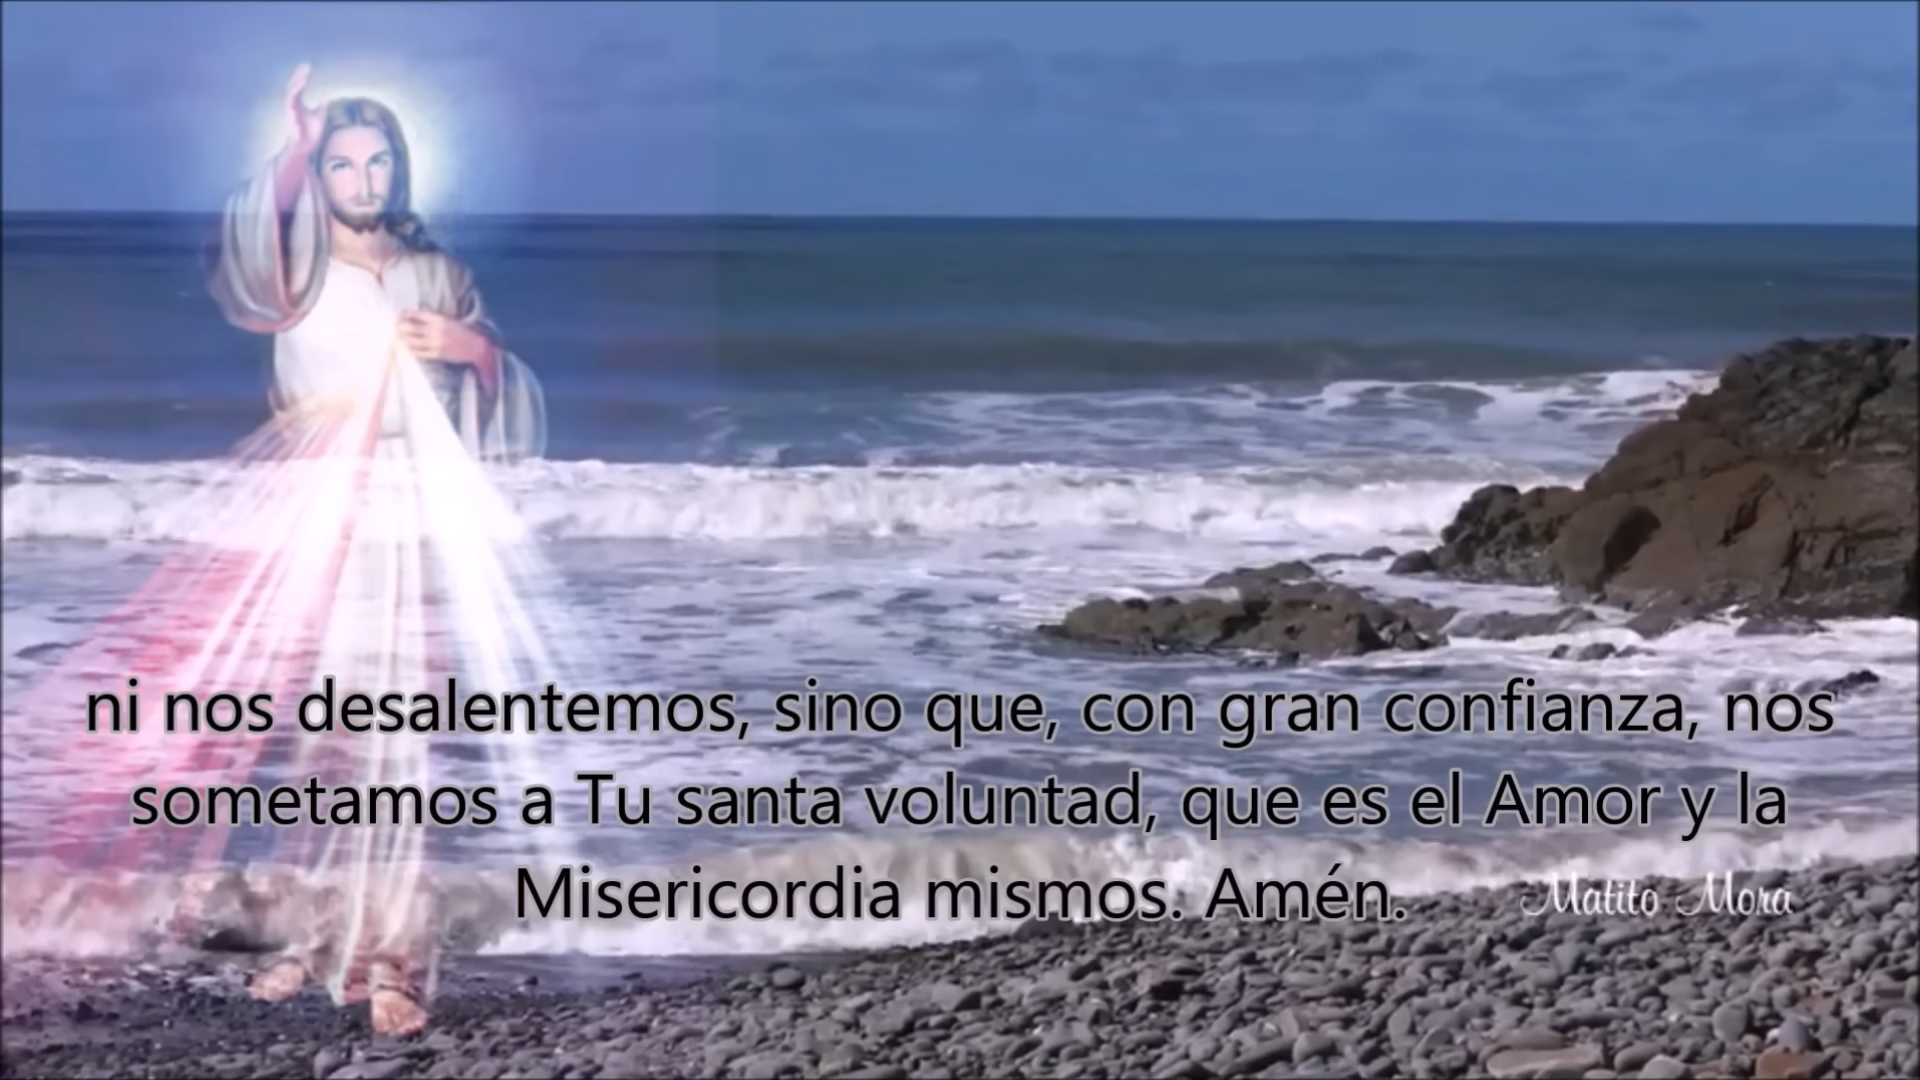 ni nos desalentemos, sino que, con gran confianza, nos
sometamos a Tu santa voluntad, que es el Amor y la
Misericordia mismos. Amén.
Matito Mora